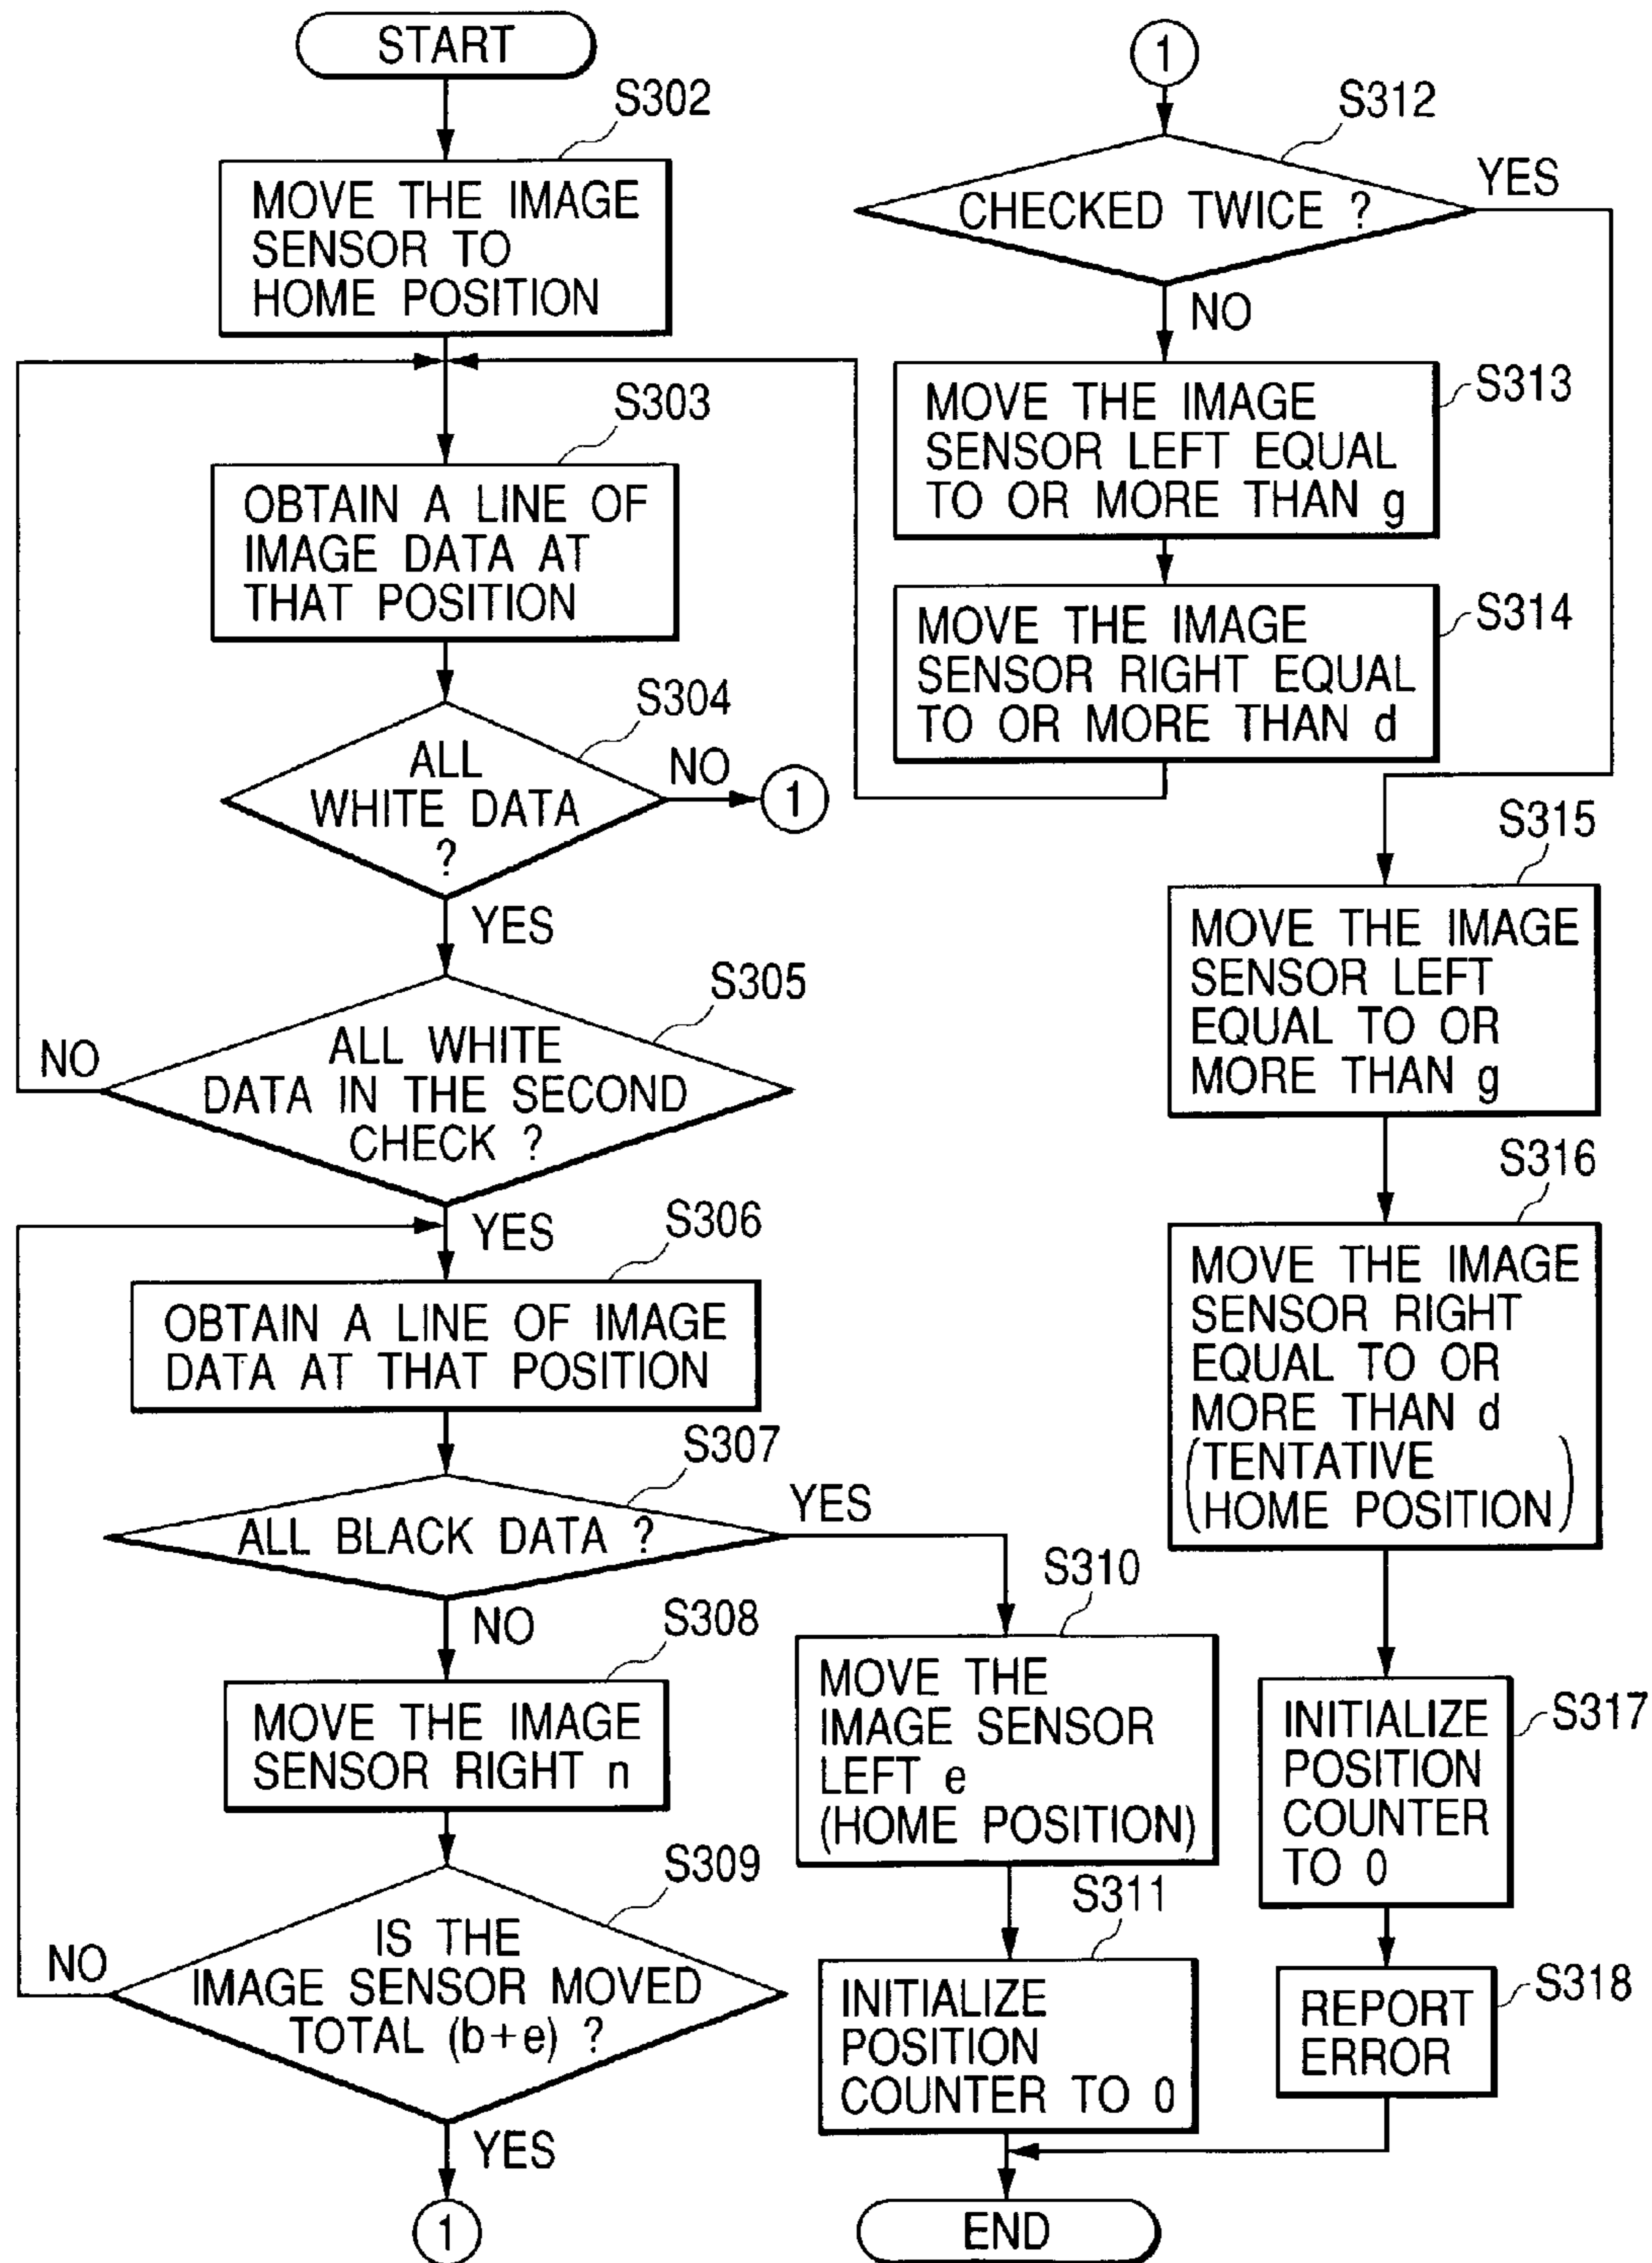 START
S302
MOVE THE IMAGE
SENSOR TO
HOME POSITION
S303
OBTAIN A LINE OF
IMAGE DATA AT
THAT POSITION
S304
ALL
WHITE DATA
?
NO
1
YES
S305
ALL WHITE
DATA IN THE SECOND
CHECK ?
NO
YES
S306
OBTAIN A LINE OF IMAGE
DATA AT THAT POSITION
S307
ALL BLACK DATA ?
YES
NO
S308
MOVE THE IMAGE
SENSOR RIGHT n
S309
IS THE
IMAGE SENSOR MOVED
TOTAL (b+e) ?
NO
YES
1
S310
MOVE THE
IMAGE SENSOR
LEFT e
(HOME POSITION)
S311
INITIALIZE
POSITION
COUNTER TO 0
END
1
S312
CHECKED TWICE ?
YES
NO
S313
MOVE THE IMAGE
SENSOR LEFT EQUAL
TO OR MORE THAN g
S314
MOVE THE IMAGE
SENSOR RIGHT EQUAL
TO OR MORE THAN d
S315
MOVE THE IMAGE
SENSOR LEFT
EQUAL TO OR
MORE THAN g
S316
MOVE THE IMAGE
SENSOR RIGHT
EQUAL TO OR
MORE THAN d
(TENTATIVE
HOME POSITION)
S317
INITIALIZE
POSITION
COUNTER
TO 0
S318
REPORT
ERROR